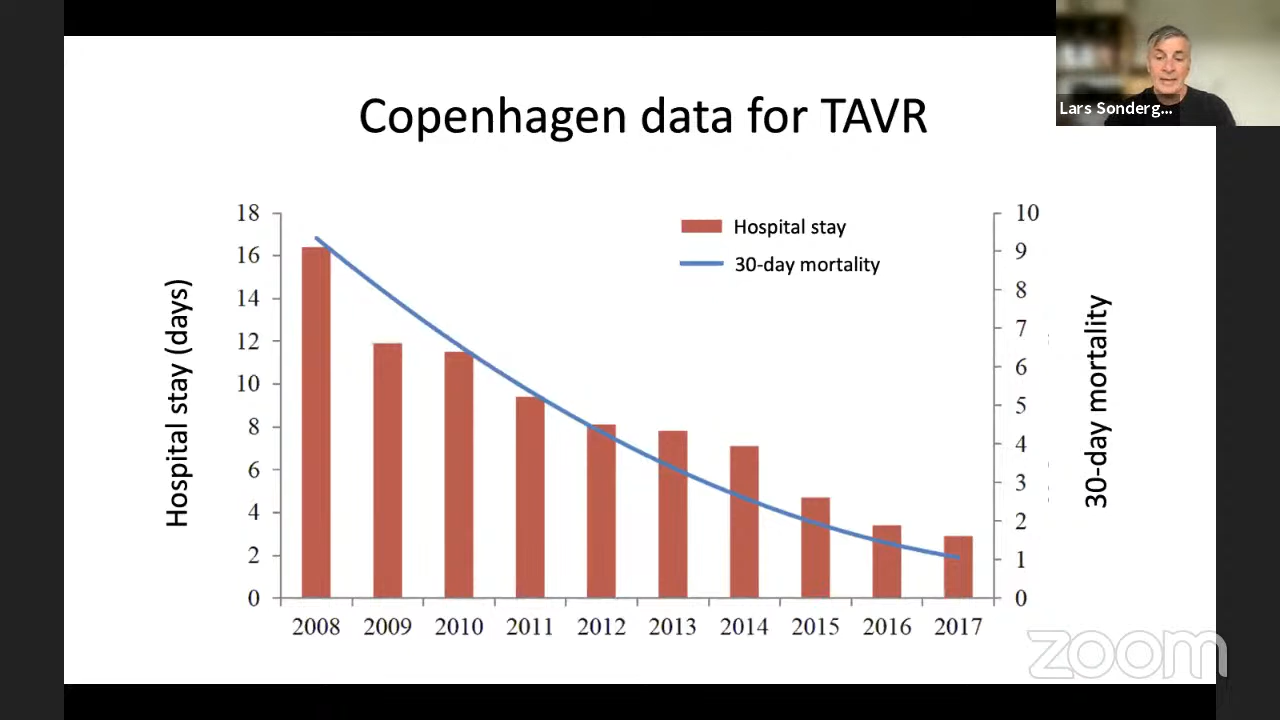 Copenhagen data for TAVR
Lars Sonderg...
Hospital stay
30-day mortality
Hospital stay (days)
18
16
14
12
10
8
6
4
2
0
10
9
8
7
6
5
4
3
2
1
0
30-day mortality
2008 2009 2010 2011 2012 2013 2014 2015 2016 2017
zoom